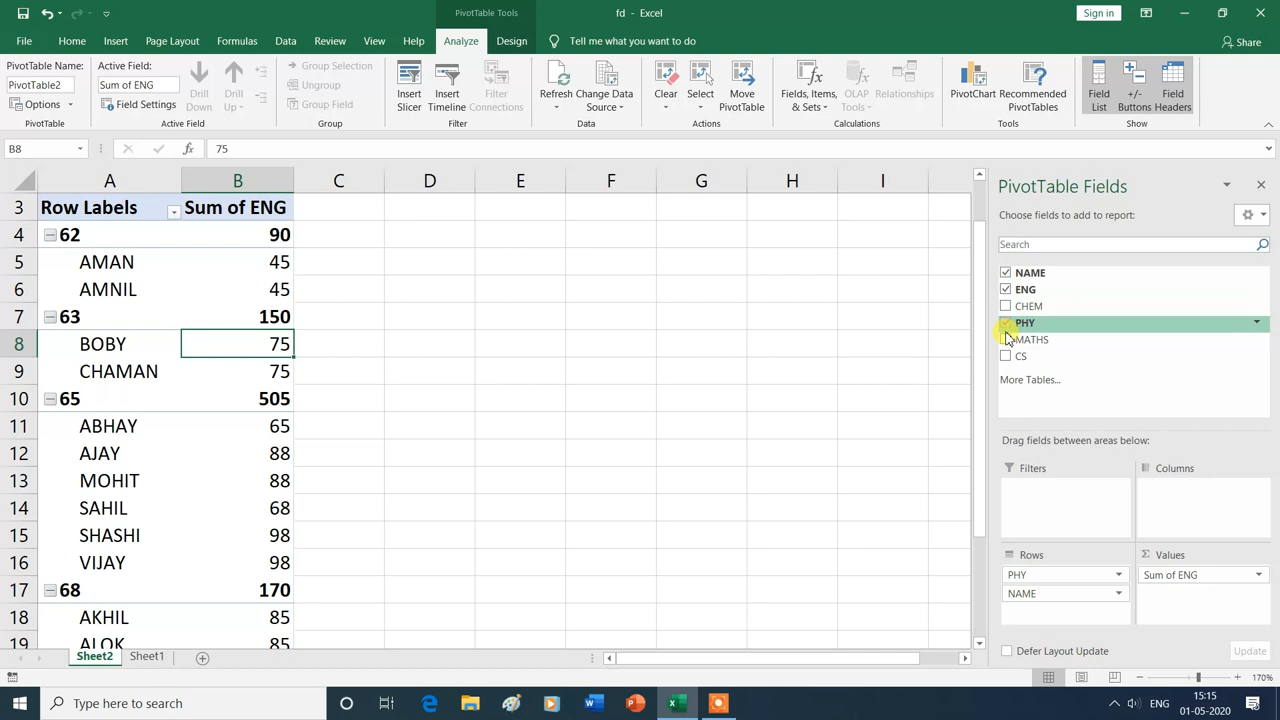 PivotTable Tools
fd - Excel
Sign in
File Home Insert Page Layout Formulas Data Review View Help Analyze Design Tell me what you want to do Share
PivotTable Name:
PivotTable2
Options
PivotTable
Active Field:
Sum of ENG
Field Settings
Drill Down
Drill Up
Active Field
Group Selection
Ungroup
Group Field
Group
Insert Slicer
Insert Timeline
Filter Connections
Filter
Refresh
Change Data Source
Data
Clear
Select
Move PivotTable
Actions
Fields, Items, & Sets
OLAP Tools
Relationships
Calculations
PivotChart
Recommended PivotTables
Tools
Field List
+/- Buttons
Field Headers
Show
B8 fx 75
A B C D E F G H I
3 Row Labels Sum of ENG
4 62 90
5 AMAN 45
6 AMNIL 45
7 63 150
8 BOBY 75
9 CHAMAN 75
10 65 505
11 ABHAY 65
12 AJAY 88
13 MOHIT 88
14 SAHIL 68
15 SHASHI 98
16 VIJAY 98
17 68 170
18 AKHIL 85
19 ALOK 85
Sheet2 Sheet1
PivotTable Fields
Choose fields to add to report:
Search
NAME
ENG
CHEM
PHY
MATHS
CS
More Tables...
Drag fields between areas below:
Filters
Columns
Rows
PHY
NAME
Σ Values
Sum of ENG
Defer Layout Update
Update
170%
Type here to search
ENG
15:15
01-05-2020